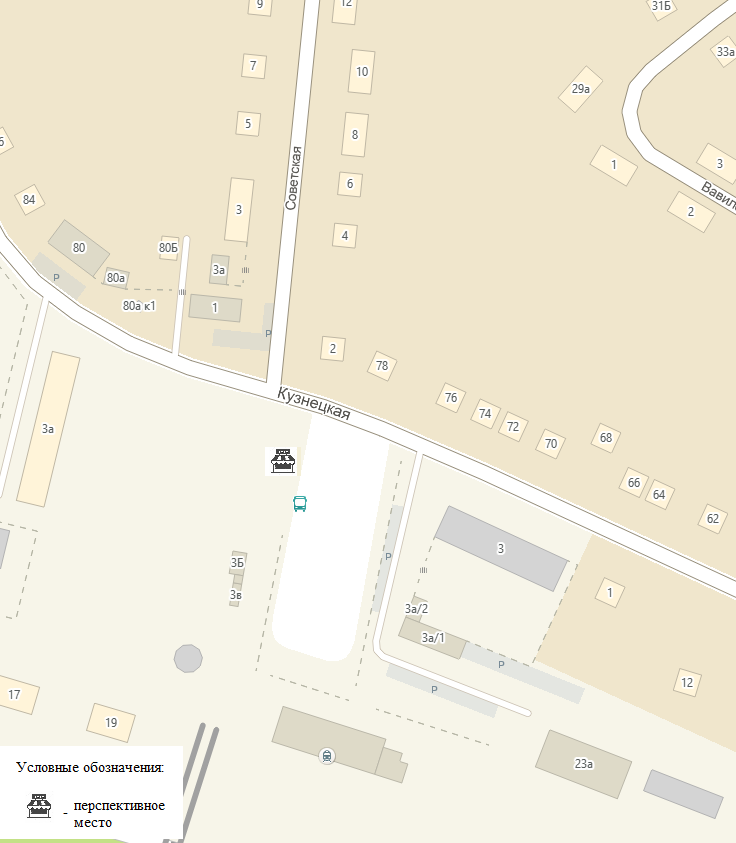 9
12
31Б
7
10
33а
29а
5
8
Советская
1
3
6
84
3
2
Вавил
4
80
80Б
3а
80а
P
80а к1
1
P
2
78
Кузнецкая
76
74
72
70
68
3а
66
64
62
3
P
3Б
3в
1
3а/2
3а/1
P
P
12
17
19
23а
Условные обозначения:
- перспективное
место